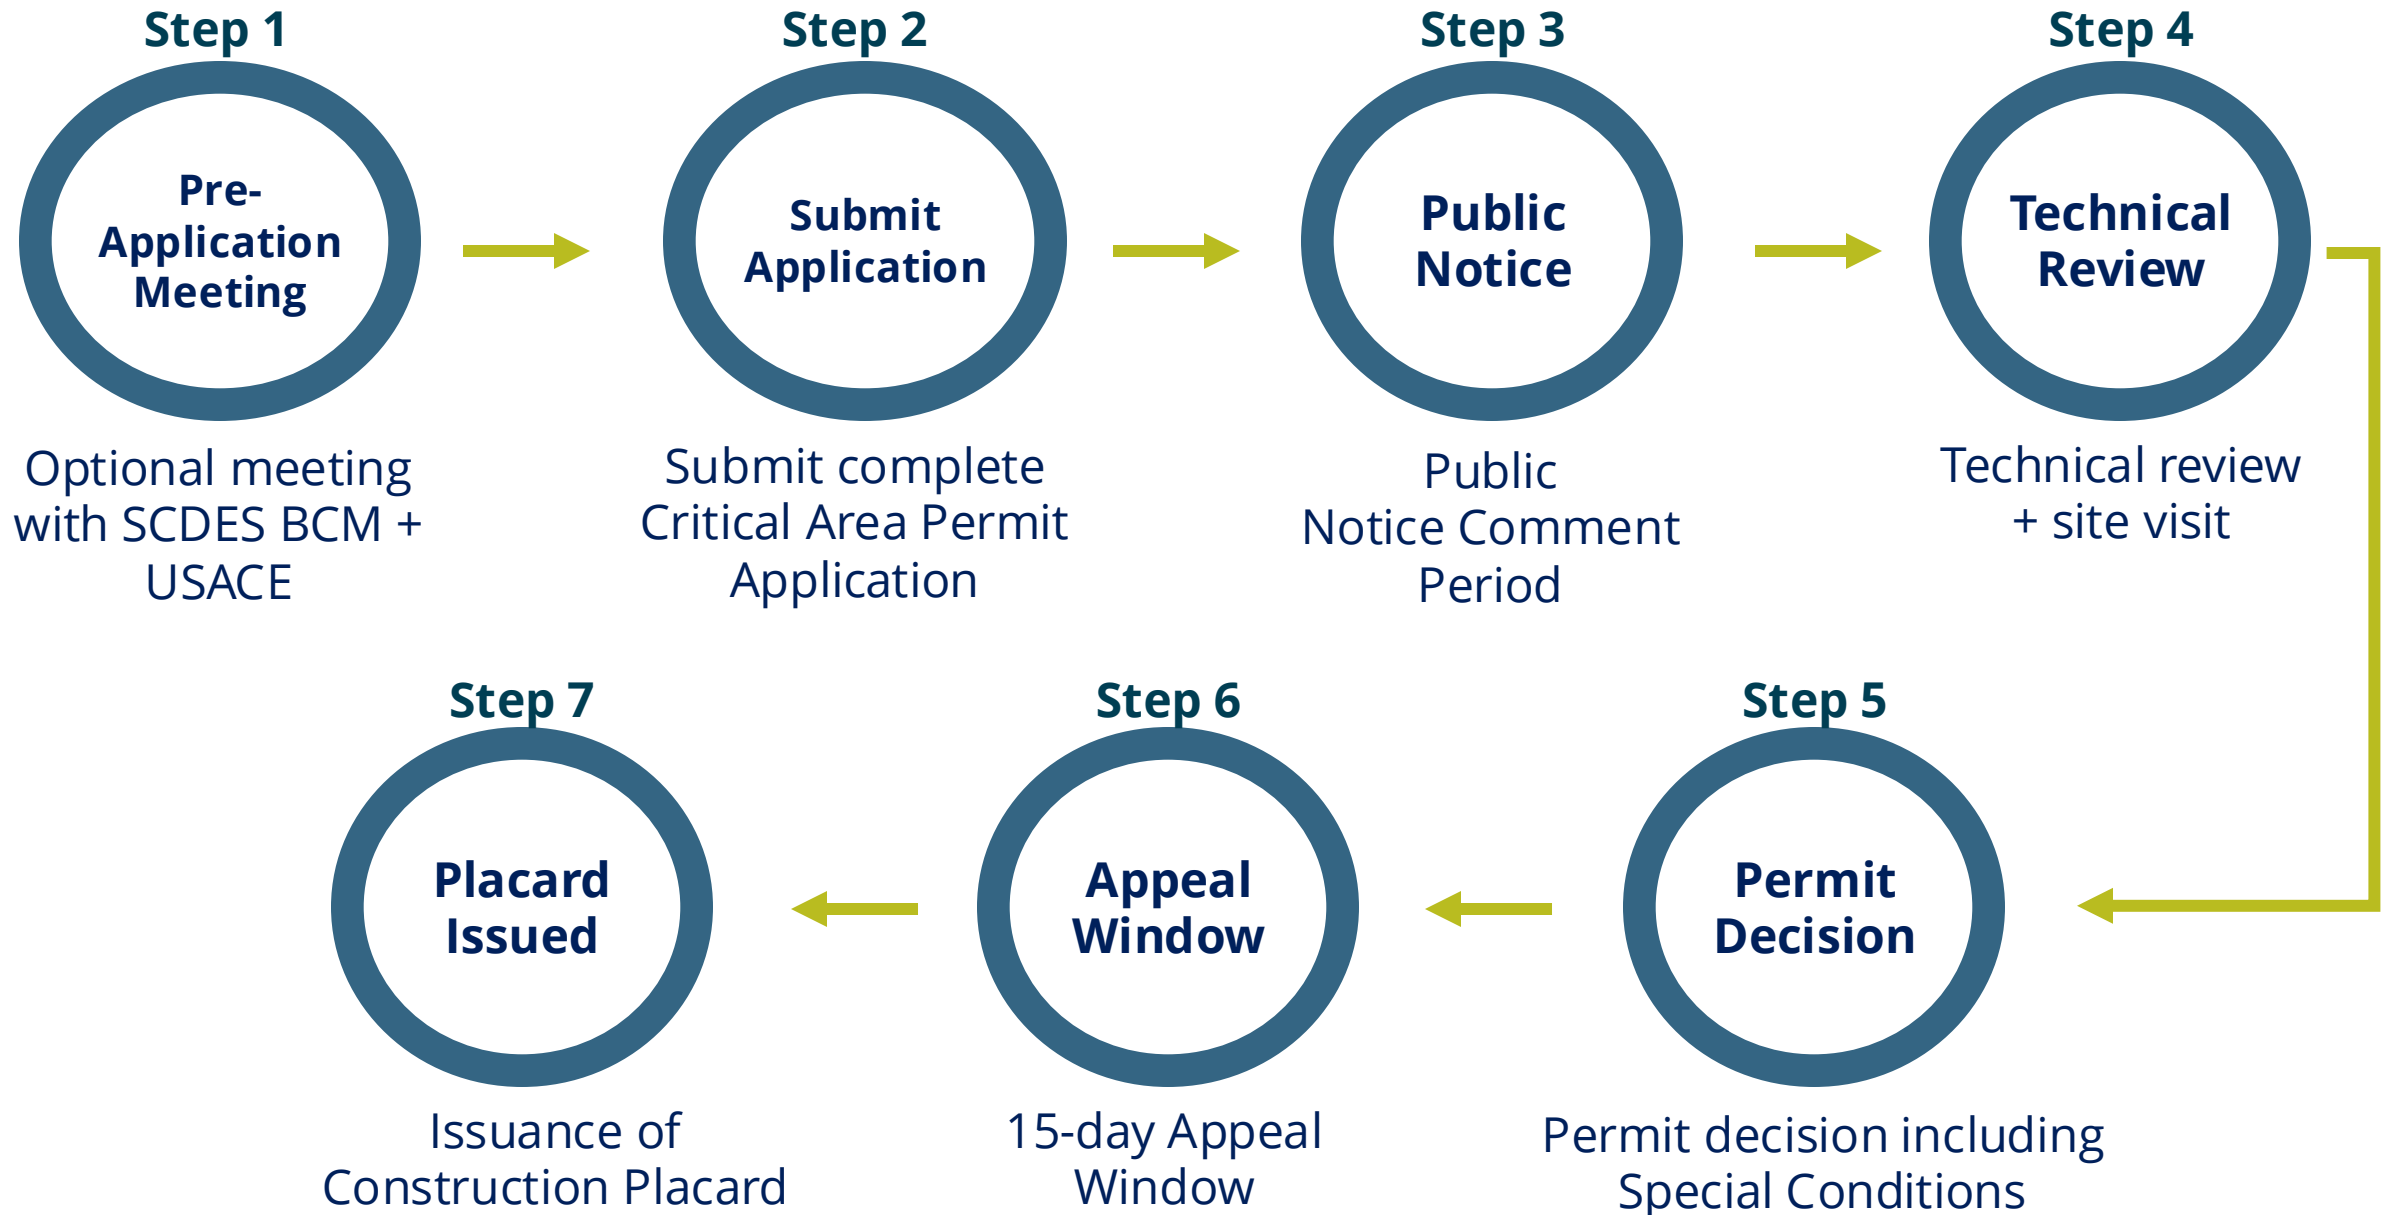 Step 1
Pre-
Application
Meeting
Optional meeting
with SCDES BCM +
USACE
Step 2
Submit
Application
Submit complete
Critical Area Permit
Application
Step 3
Public
Notice
Public
Notice Comment
Period
Step 4
Technical
Review
Technical review
+ site visit
Step 5
Permit
Decision
Permit decision including
Special Conditions
Step 6
Appeal
Window
15-day Appeal
Window
Step 7
Placard
Issued
Issuance of
Construction Placard